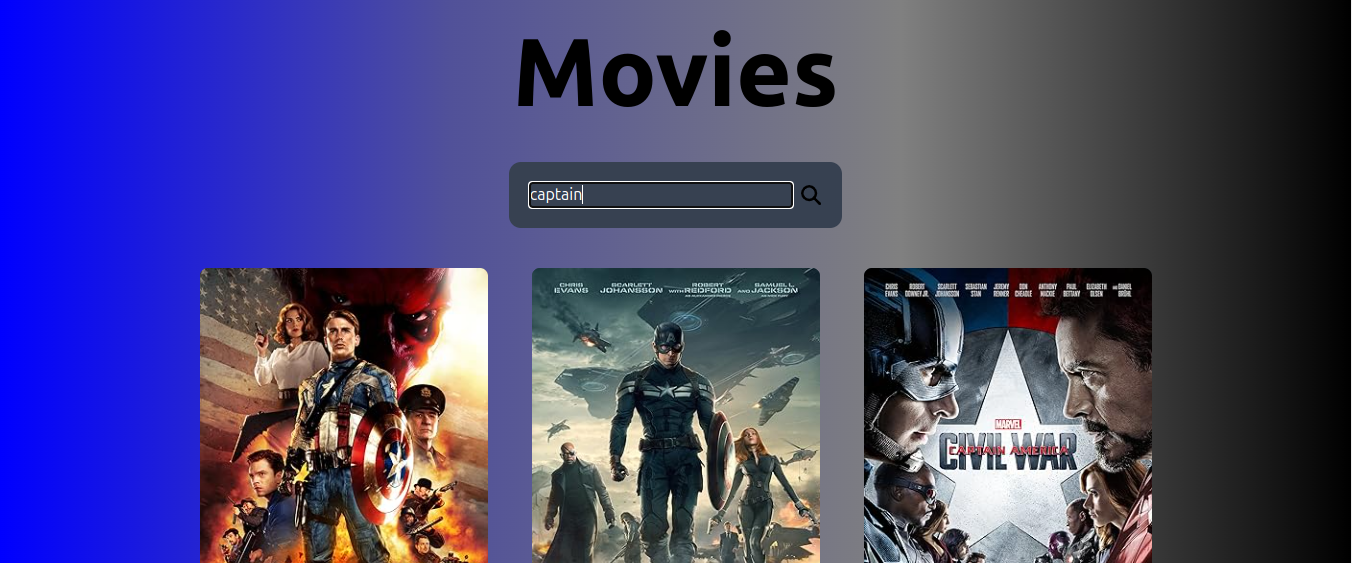 Movies
captain
CHRIS EVANS SCARLETT JOHANSSON WITH ROBERT REDFORD AND SAMUEL L. JACKSON
CHRIS EVANS ROBERT DOWNEY JR. SCARLETT JOHANSSON SEBASTIAN STAN JEREMY RENNER DON CHEADLE ANTHONY MACKIE PAUL BETTANY ELIZABETH OLSEN AND DANIEL BRÜHL
MARVEL
CAPTAIN AMERICA
CIVIL WAR